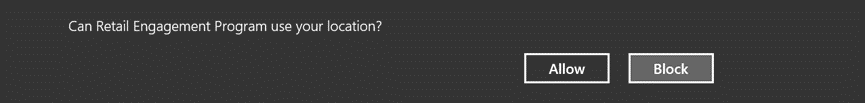 Can Retail Engagement Program use your location?
Allow Block